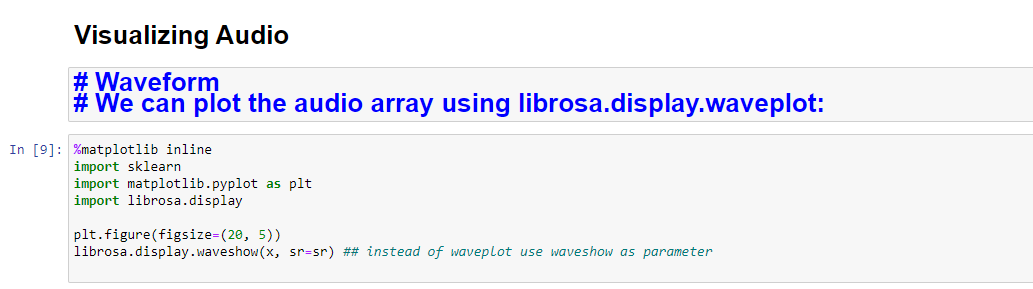 Visualizing Audio
# Waveform
# We can plot the audio array using librosa.display.waveplot:
In [9]: %matplotlib inline
import sklearn
import matplotlib.pyplot as plt
import librosa.display
plt.figure(figsize=(20, 5))
librosa.display.waveshow(x, sr=sr) ## instead of waveplot use waveshow as parameter